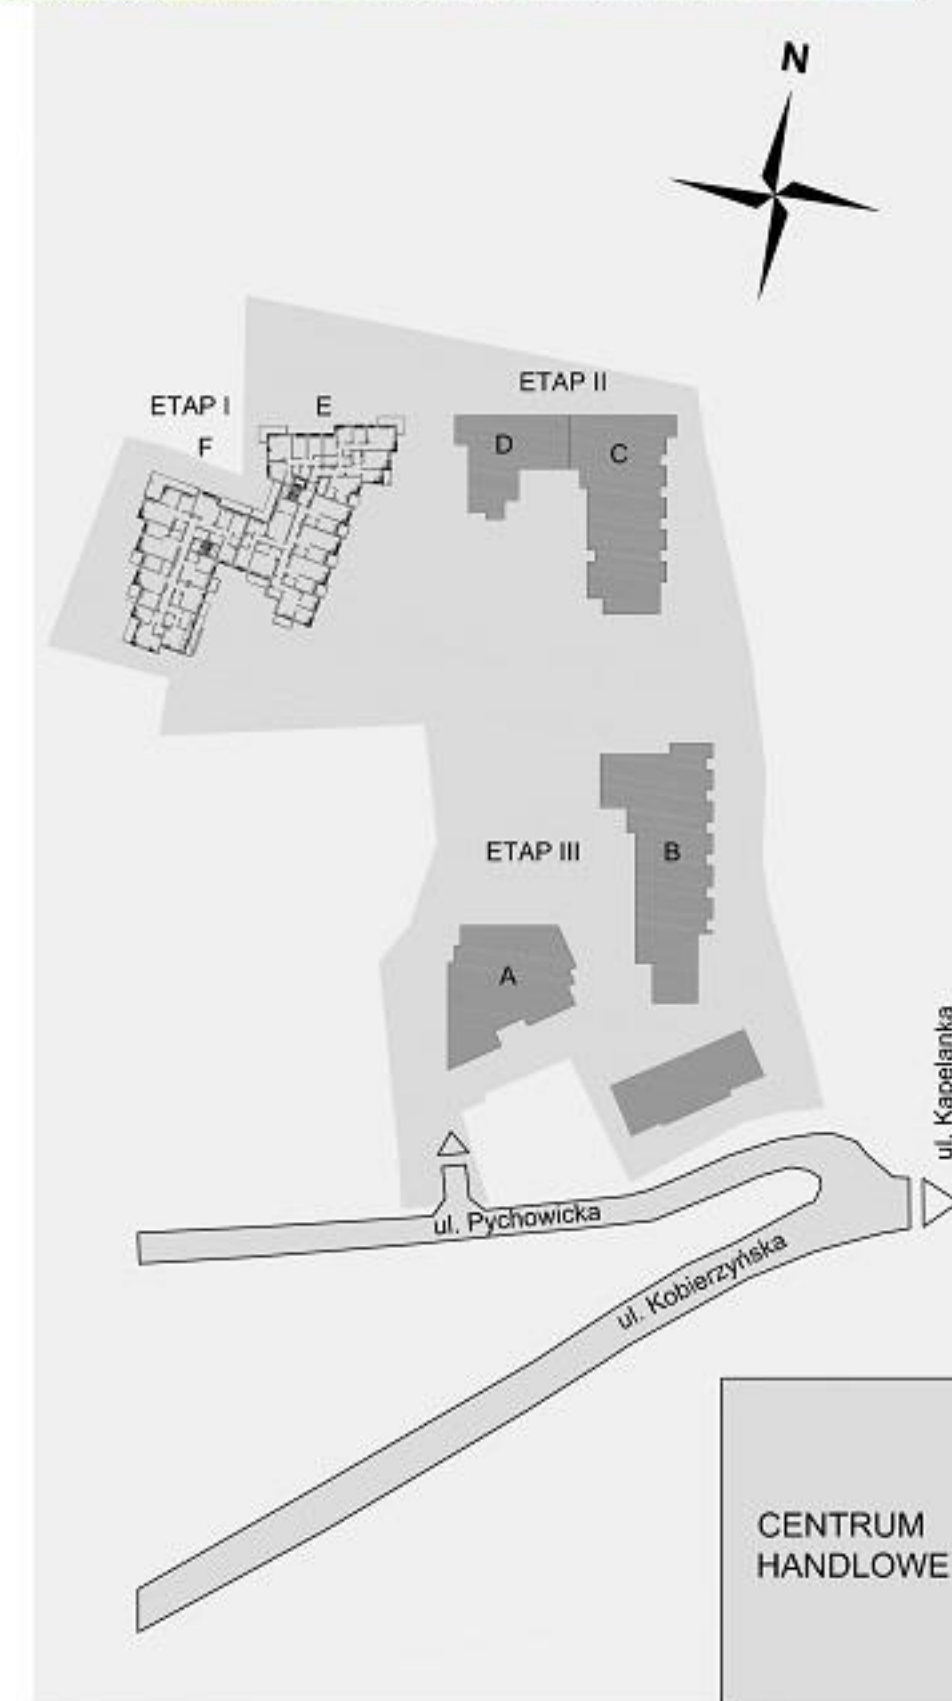 N
ETAP II
ETAP I
E
F
D
C
ETAP III
B
A
ul. Kapelanka
ul. Pychowicka
ul. Kobierzyńska
CENTRUM
HANDLOWE